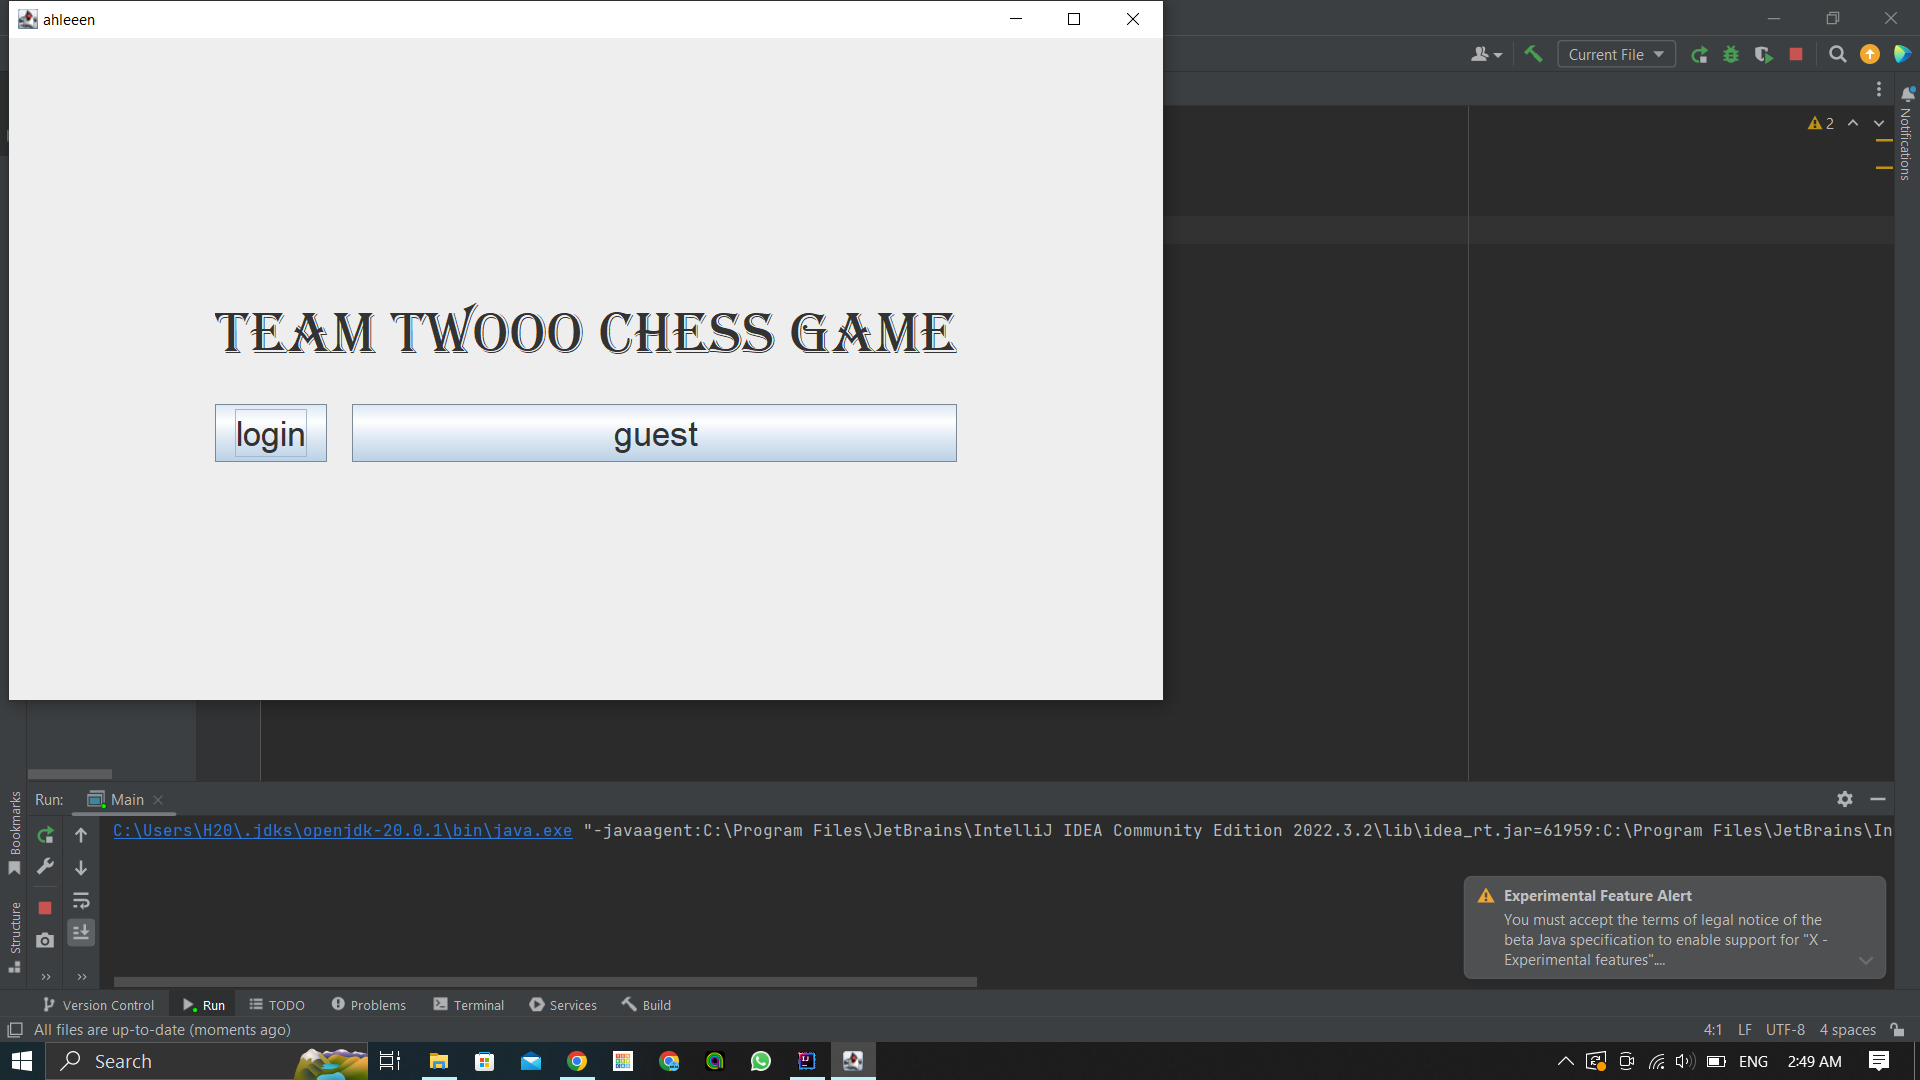 ahleeen
Current File
2
Notifications
TEAM TWOOO CHESS GAME
login
guest
Bookmarks
Structure
Run:
Main
C:\Users\H20\.jdks\openjdk-20.0.1\bin\java.exe "-javaagent:C:\Program Files\JetBrains\IntelliJ IDEA Community Edition 2022.3.2\lib\idea_rt.jar=61959:C:\Program Files\JetBrains\In
Experimental Feature Alert
You must accept the terms of legal notice of the
beta Java specification to enable support for "X -
Experimental features"....
Version Control
Run
TODO
Problems
Terminal
Services
Build
All files are up-to-date (moments ago)
4:1
LF
UTF-8
4 spaces
Search
ENG
2:49 AM